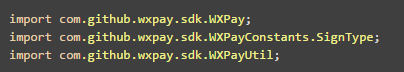 import com.github.wxpay.sdk.WXPay;
import com.github.wxpay.sdk.WXPayConstants.SignType;
import com.github.wxpay.sdk.WXPayUtil;